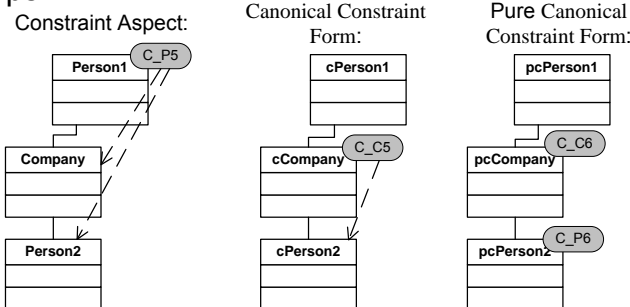 Constraint Aspect:
C_P5
Person1
Company
Person2
Canonical Constraint
Form:
cPerson1
C_C5
cCompany
cPerson2
Pure Canonical
Constraint Form:
pcPerson1
C_C6
pcCompany
C_P6
pcPerson2